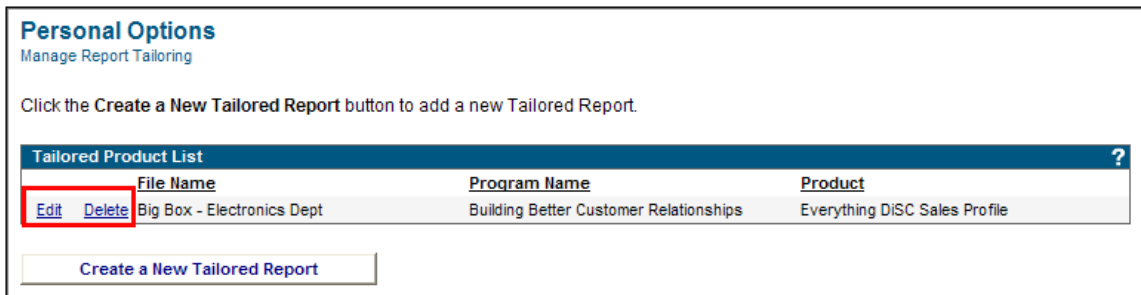 Personal Options
Manage Report Tailoring
Click the Create a New Tailored Report button to add a new Tailored Report.
Tailored Product List ?
File Name Program Name Product
Edit Delete Big Box - Electronics Dept Building Better Customer Relationships Everything DiSC Sales Profile
Create a New Tailored Report